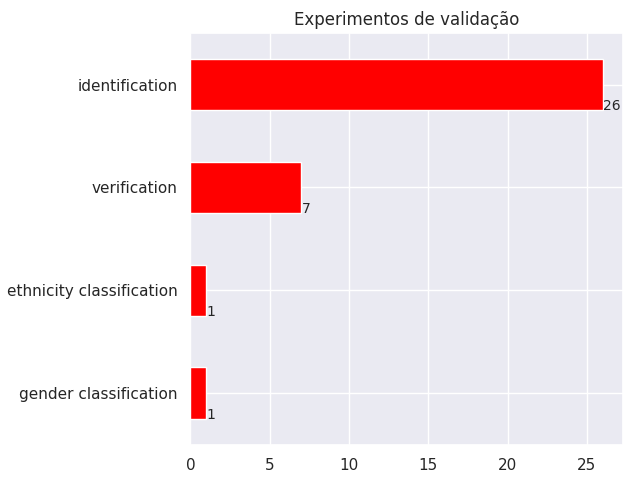 Experimentos de validação
identification
26
verification
7
ethnicity classification
1
gender classification
1
0 5 10 15 20 25